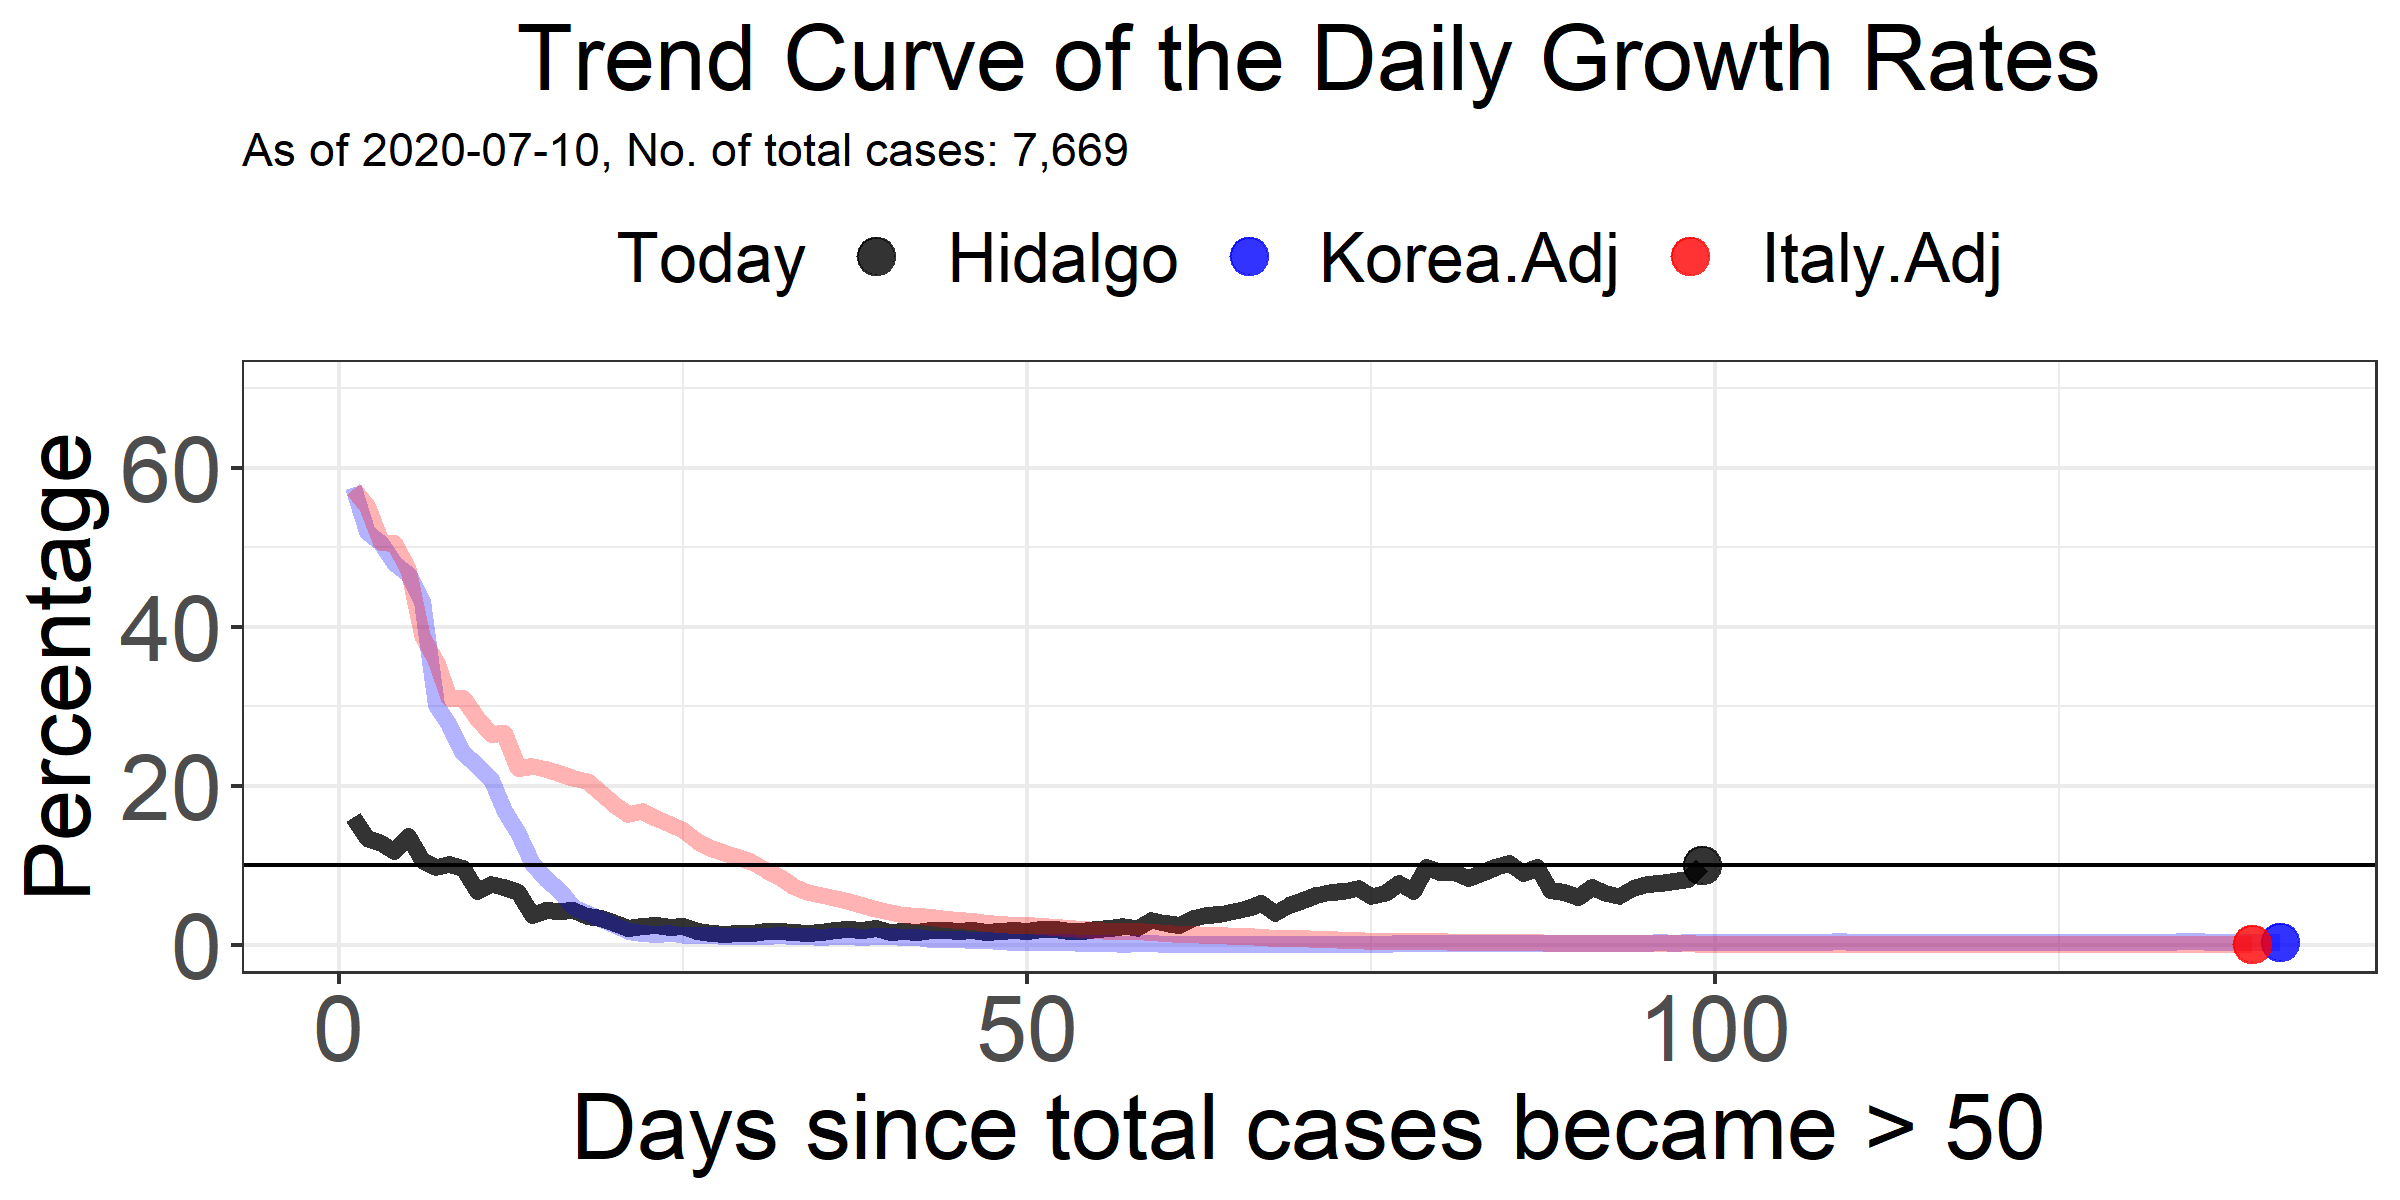 Trend Curve of the Daily Growth Rates
As of 2020-07-10, No. of total cases: 7,669
Today Hidalgo Korea.Adj Italy.Adj
Percentage
60
40
20
0
0 50 100
Days since total cases became > 50